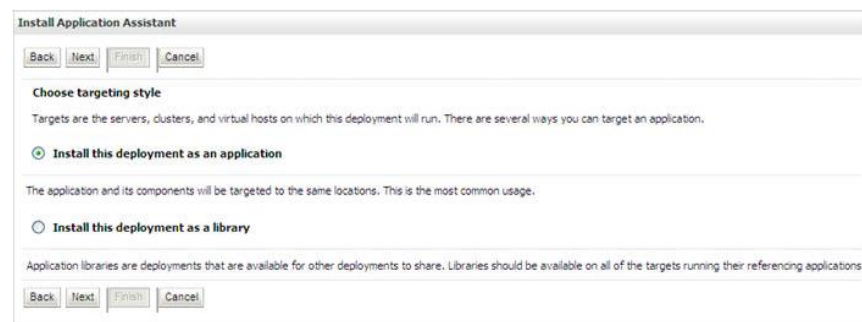 Install Application Assistant
Back Next Finish Cancel
Choose targeting style
Targets are the servers, clusters, and virtual hosts on which this deployment will run. There are several ways you can target an application.
Install this deployment as an application
The application and its components will be targeted to the same locations. This is the most common usage.
Install this deployment as a library
Application libraries are deployments that are available for other deployments to share. Libraries should be available on all of the targets running their referencing applications
Back Next Finish Cancel